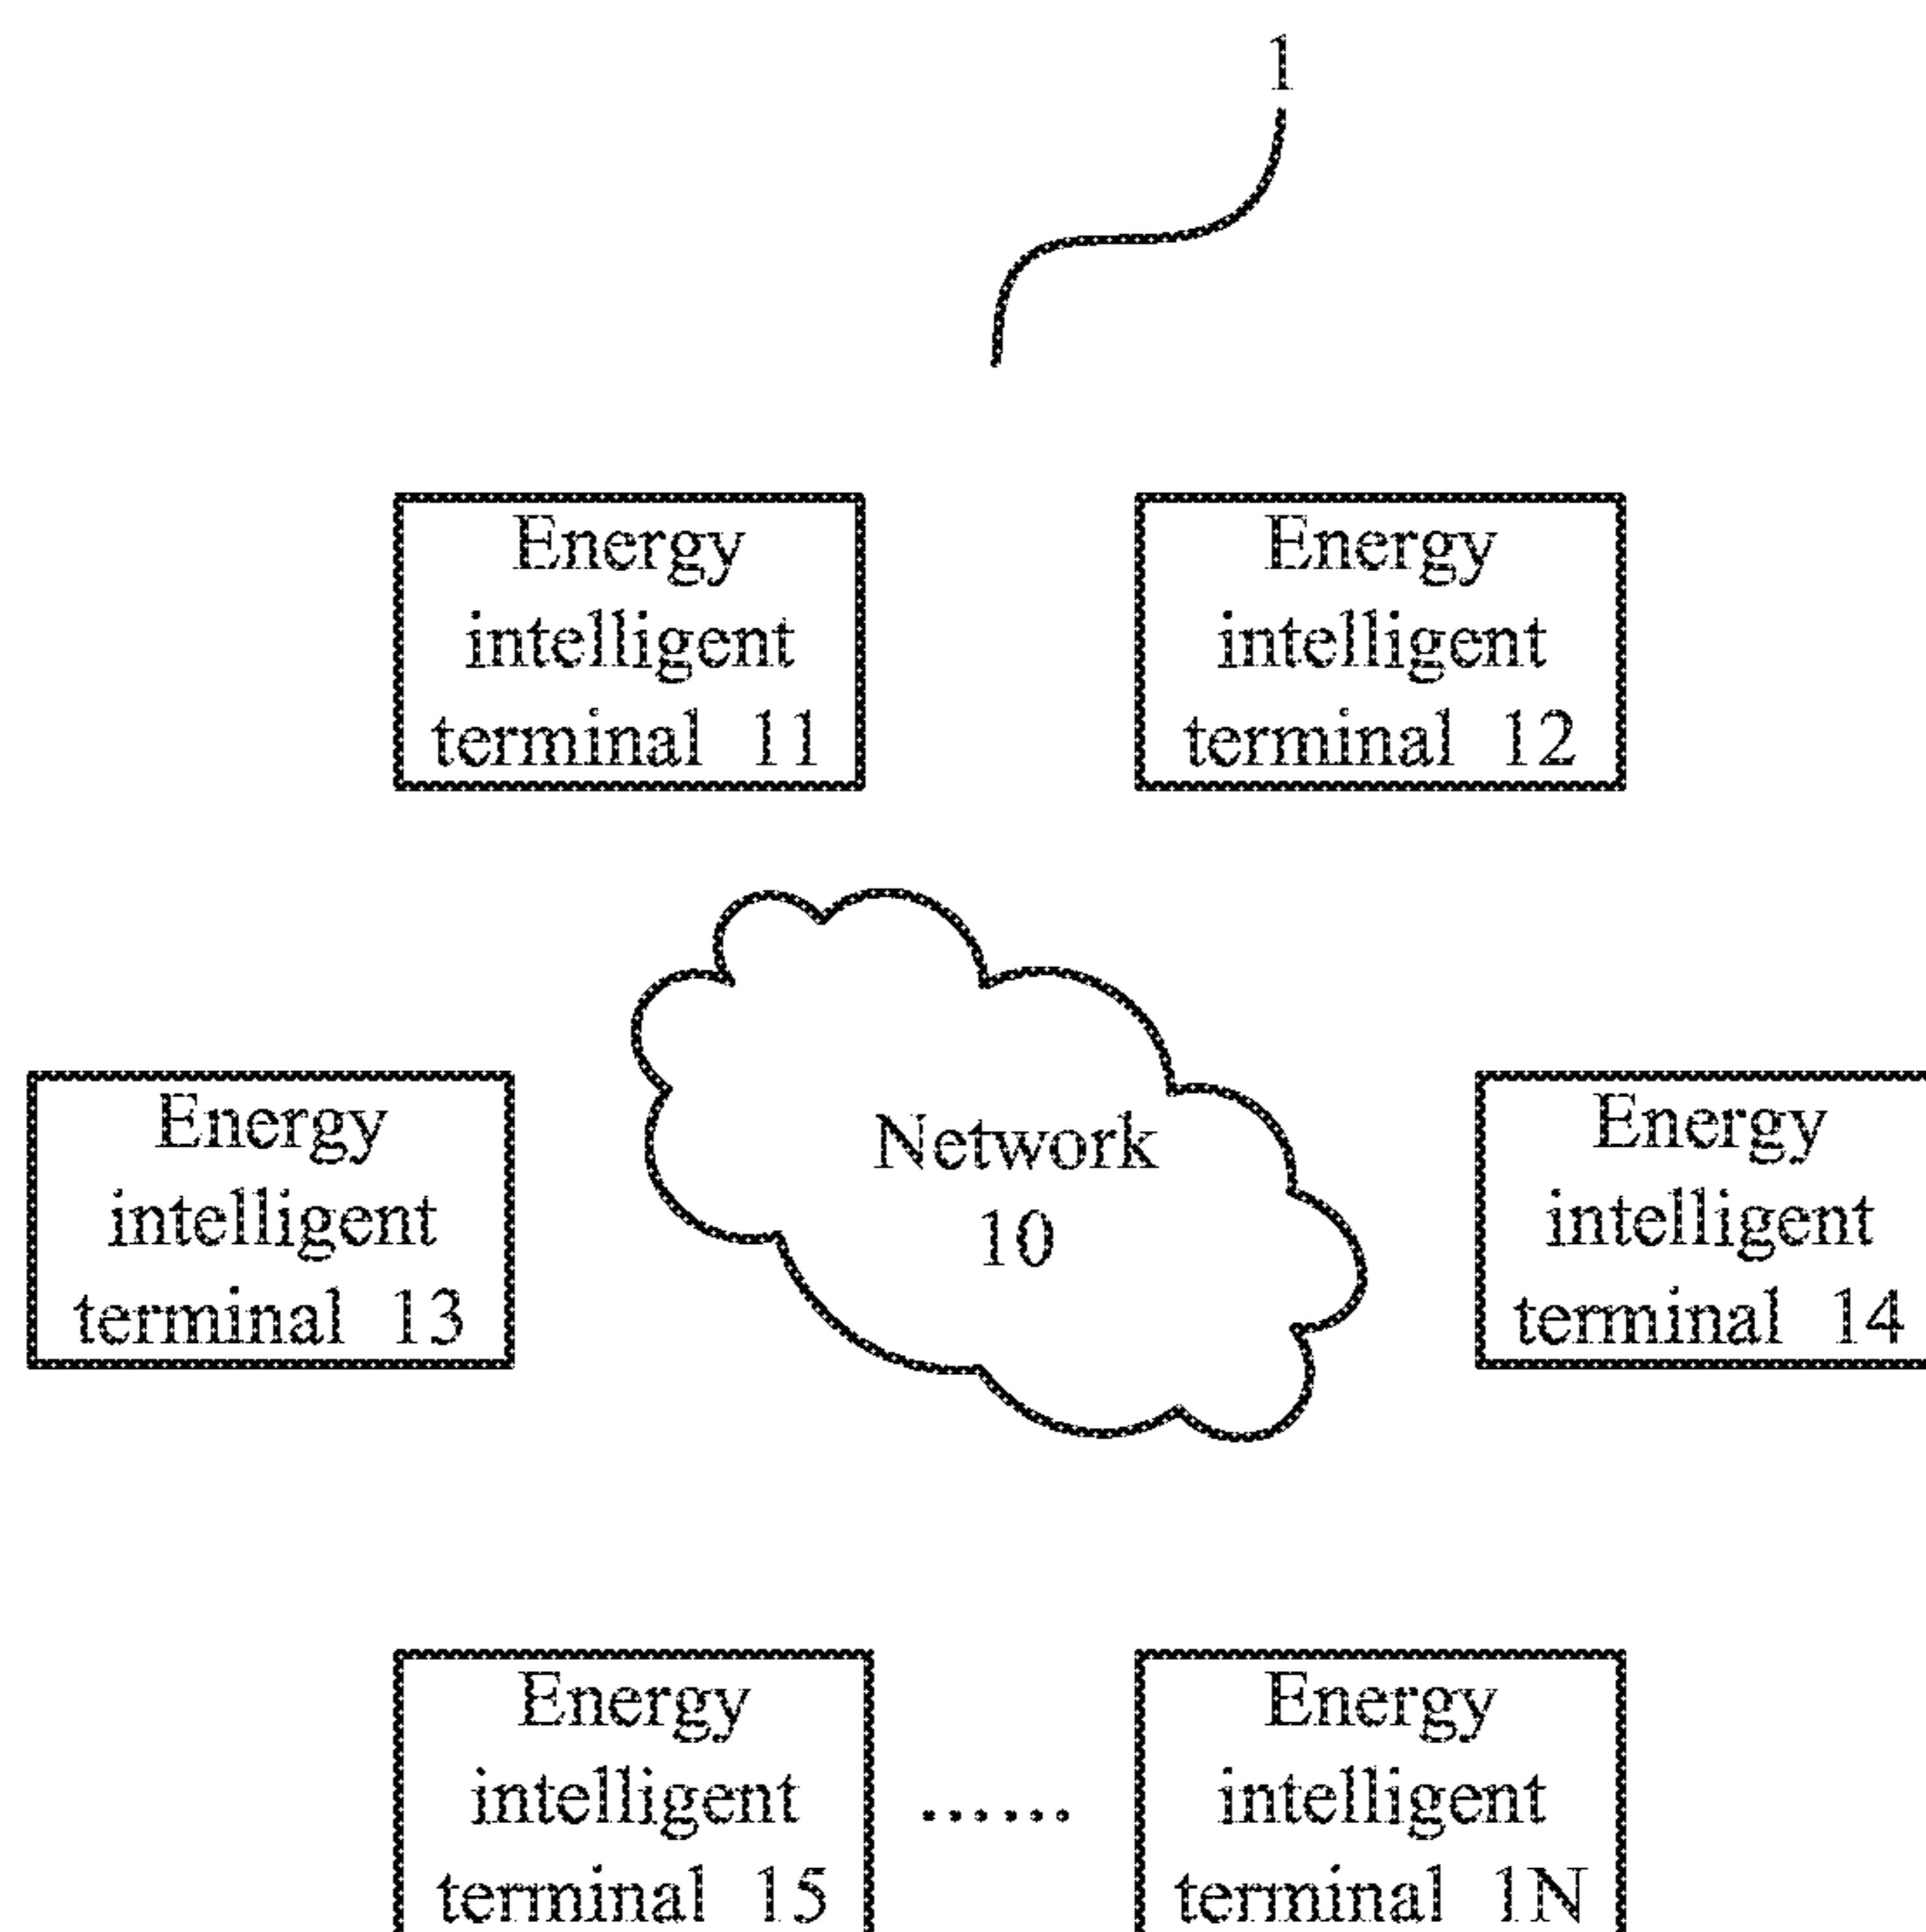 1
Energy
intelligent
terminal 11
Energy
intelligent
terminal 12
Energy
intelligent
terminal 13
Network
10
Energy
intelligent
terminal 14
Energy
intelligent
terminal 15
......
Energy
intelligent
terminal 1N